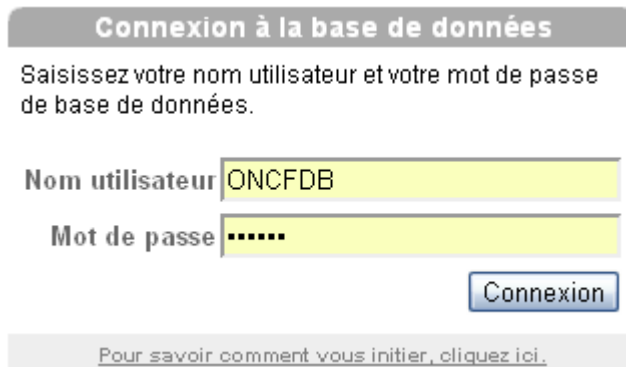 Connexion à la base de données
Saisissez votre nom utilisateur et votre mot de passe
de base de données.
Nom utilisateur ONCFDB
Mot de passe ••••••
Connexion
Pour savoir comment vous initier, cliquez ici.